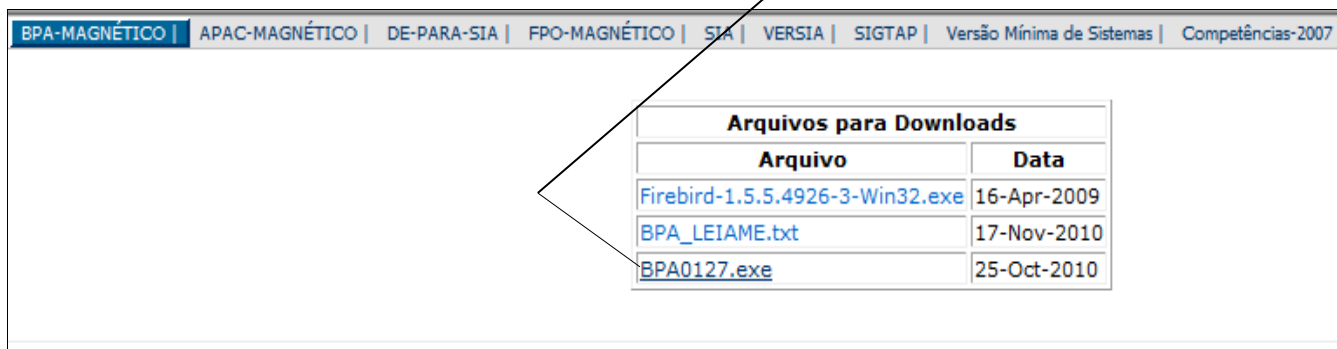 BPA-MAGNÉTICO | APAC-MAGNÉTICO | DE-PARA-SIA | FPO-MAGNÉTICO | SIA | VERSIA | SIGTAP | Versão Mínima de Sistemas | Competências-2007
Arquivos para Downloads
Arquivo Data
Firebird-1.5.5.4926-3-Win32.exe 16-Apr-2009
BPA_LEIAME.txt 17-Nov-2010
BPA0127.exe 25-Oct-2010